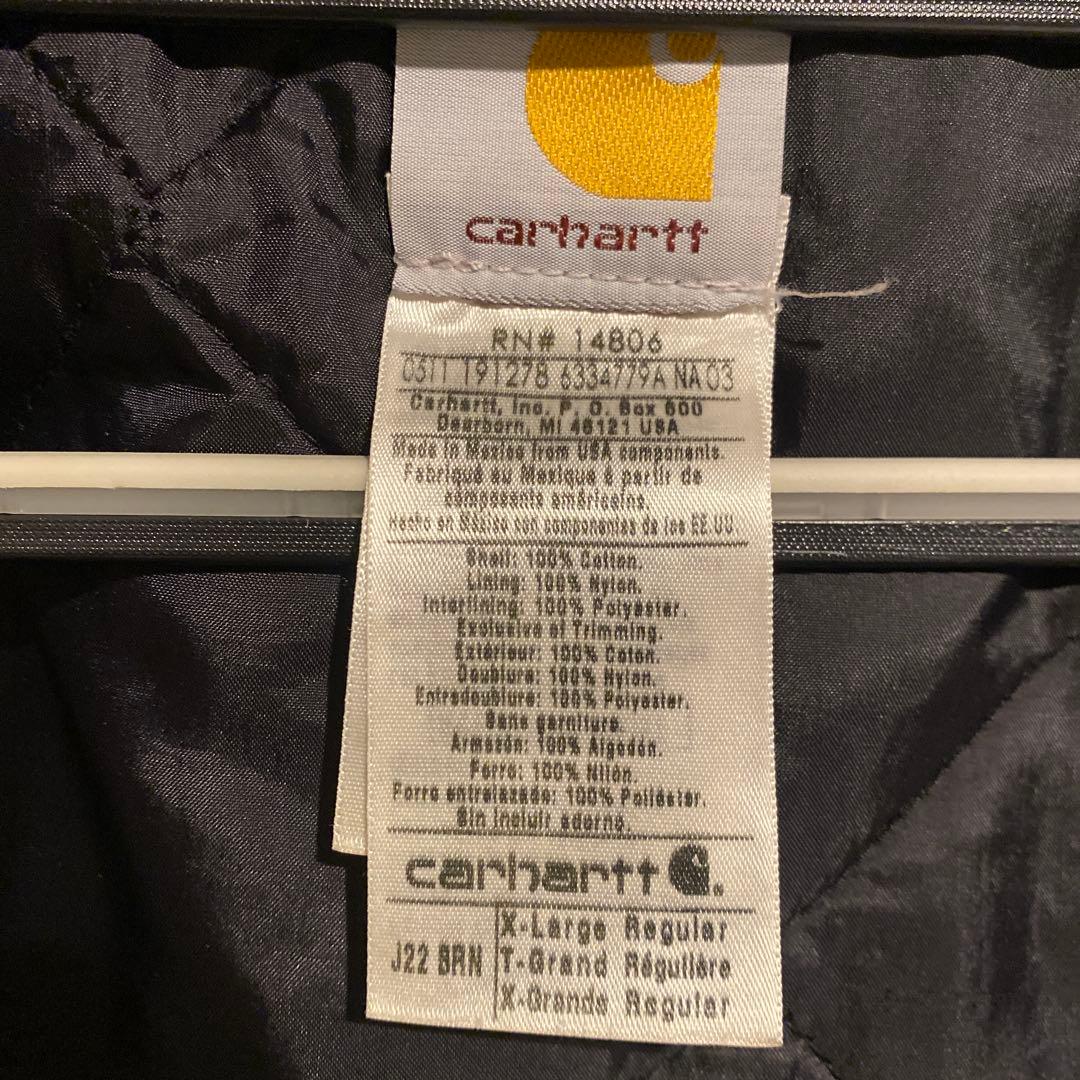 carhartt
RN# 14806
0311 191278 6334779A NA 03
Carhartt, Inc. P. O. Box 600
Dearborn, MI 48121 USA
Made in Mexico from USA components.
Fabriqué au Mexique à partir de
composants américains.
Hecho en México con componentes de los EE.UU.
Shell: 100% Cotton.
Lining: 100% Nylon.
Interlining: 100% Polyester.
Exclusive of Trimming.
Extérieur: 100% Coton.
Doublure: 100% Nylon.
Entredoublure: 100% Polyester.
Sans garniture.
Armazón: 100% Algodón.
Forro: 100% Nilón.
Forro entrelazado: 100% Poliéster.
Sin incluir adorno.
carhartt
X-Large Regular
J22 BRN T-Grand Régulière
X-Grande Regular